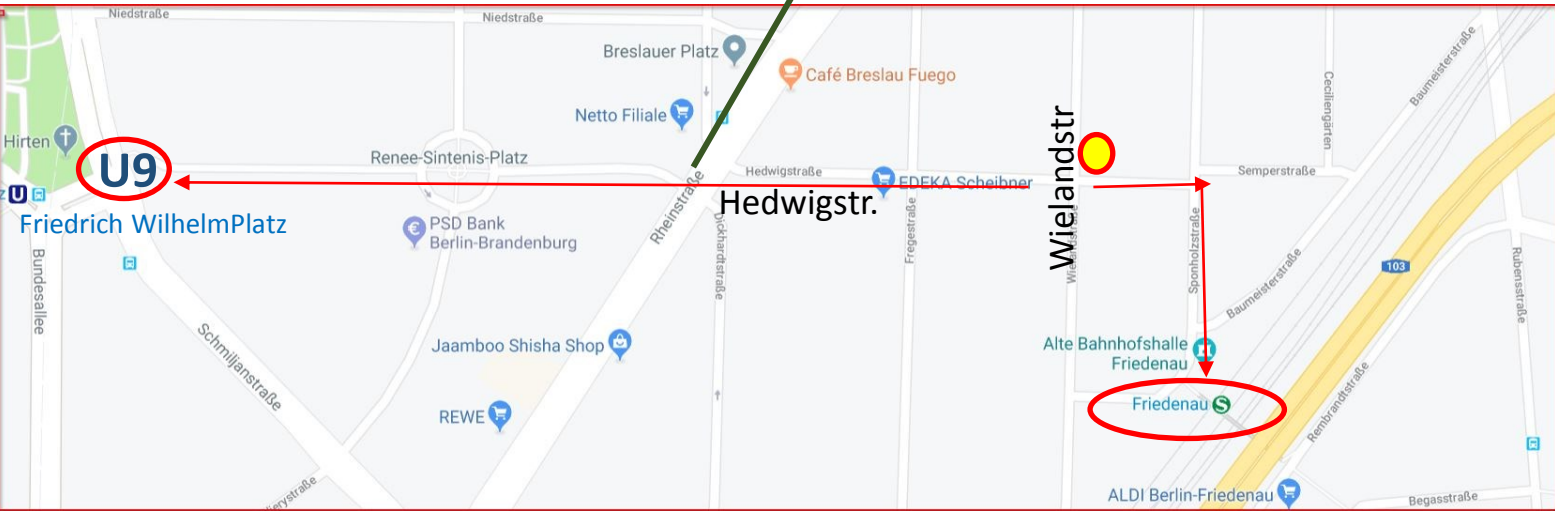 Niedstraße
Niedstraße
Breslauer Platz
Café Breslau Fuego
Baumeisterstraße
Ceciliengärten
Netto Filiale
Wielandstr
Hirten
U9
Renee-Sintenis-Platz
Hedwigstraße
EDEKA Scheibner
Semperstraße
U
Hedwigstr.
Friedrich WilhelmPlatz
PSD Bank
Berlin-Brandenburg
Rheinstraße
Dickhardtstraße
Fregestraße
Wielandstraße
Sponholzstraße
Baumeisterstraße
103
Rubensstraße
Bundesallee
Schmiljanstraße
Jaamboo Shisha Shop
Alte Bahnhofshalle
Friedenau
REWE
Friedenau S
Rembrandtstraße
ALDI Berlin-Friedenau
Begasstraße